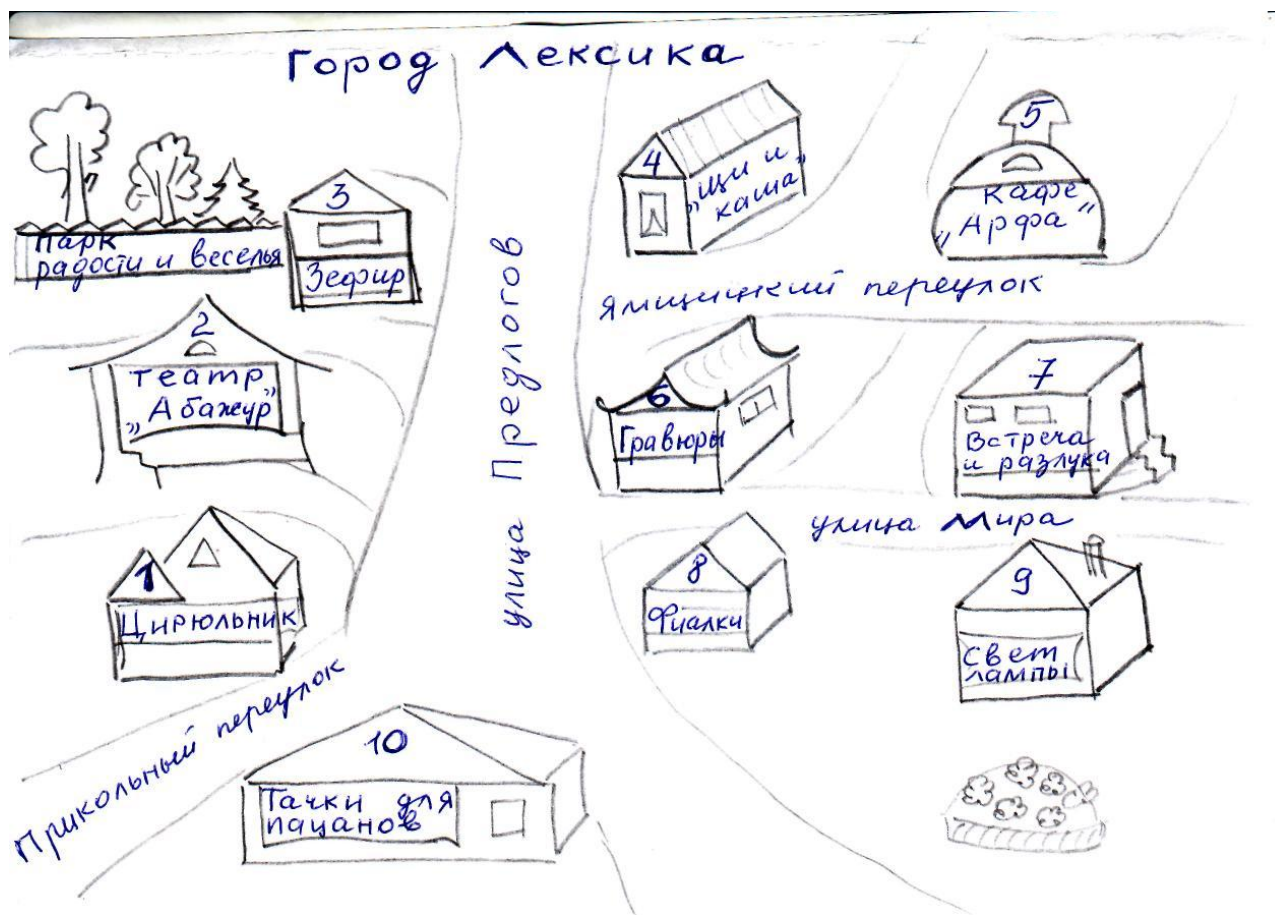 Город Лексика
4
5
„Щи и
каша"
кафе
„Арфа"
3
Парк
радости и веселья
Зефир
Ямщицкий переулок
улица Предлогов
2
театр
„Абажур"
6
Гравюры
7
Встреча
и разлука
улица Мира
1
Цирюльник
8
Фиалки
9
Свет
лампы
Прикольный переулок
10
Тачки для
пацанов